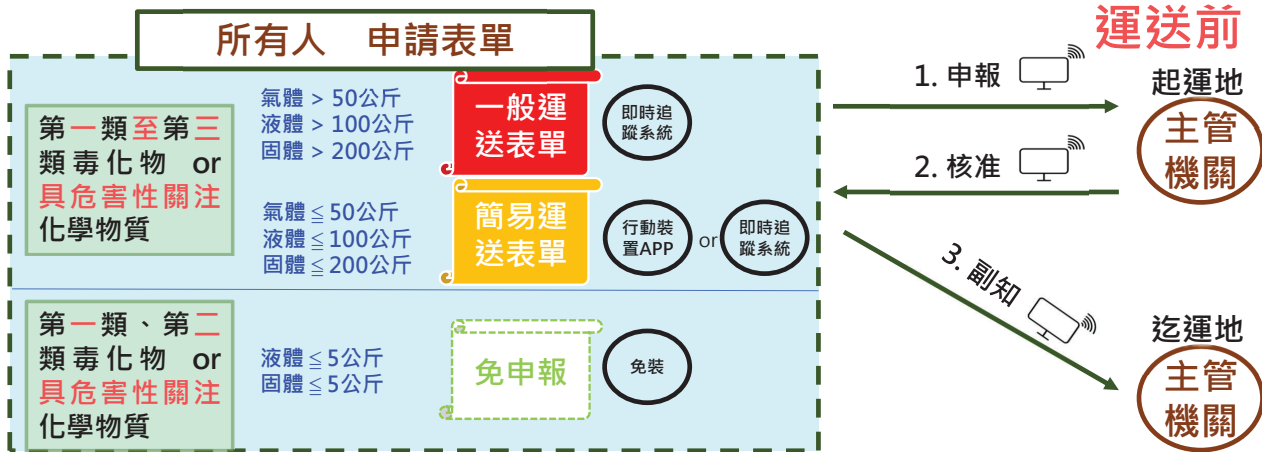 所有人 申請表單
運送前
第一類至第三
類毒化物 or
具危害性關注
化學物質
氣體 > 50公斤
液體 > 100公斤
固體 > 200公斤
一般運
送表單
即時追
蹤系統
氣體 ≦ 50公斤
液體 ≦ 100公斤
固體 ≦ 200公斤
簡易運
送表單
行動裝
置APP
or
即時追
蹤系統
第一類、第二
類毒化物 or
具危害性關注
化學物質
液體 ≦ 5公斤
固體 ≦ 5公斤
免申報
免裝
1. 申報
2. 核准
3. 副知
起運地
主管
機關
迄運地
主管
機關